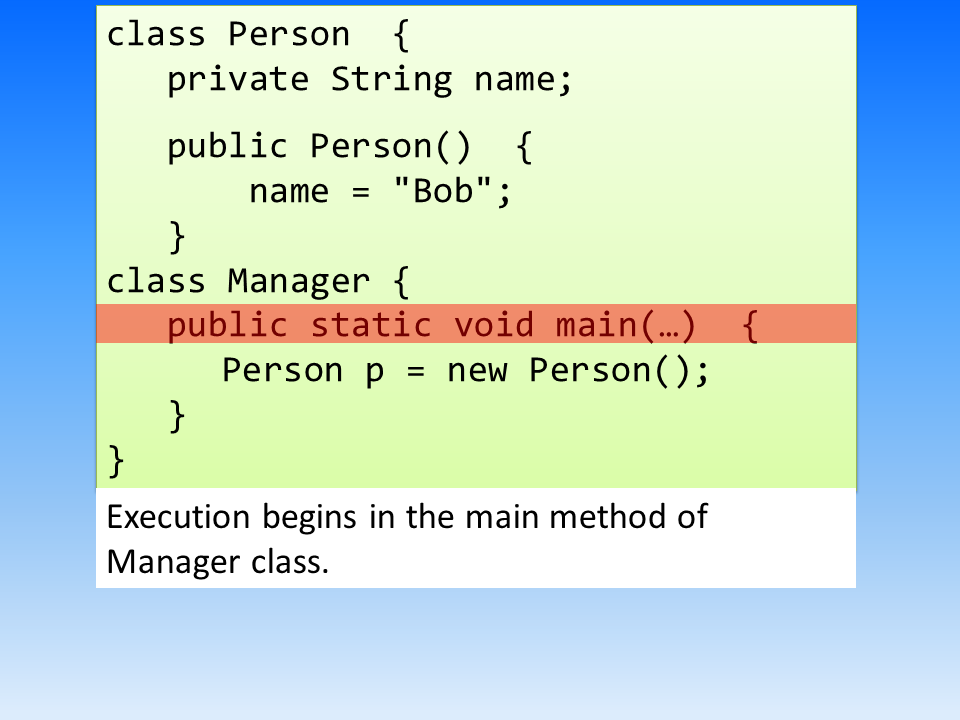 class Person  {
   private String name;
   public Person()  {
       name = "Bob";
   }
class Manager {
   public static void main(…)  {
      Person p = new Person();
   }
}
Execution begins in the main method of
Manager class.